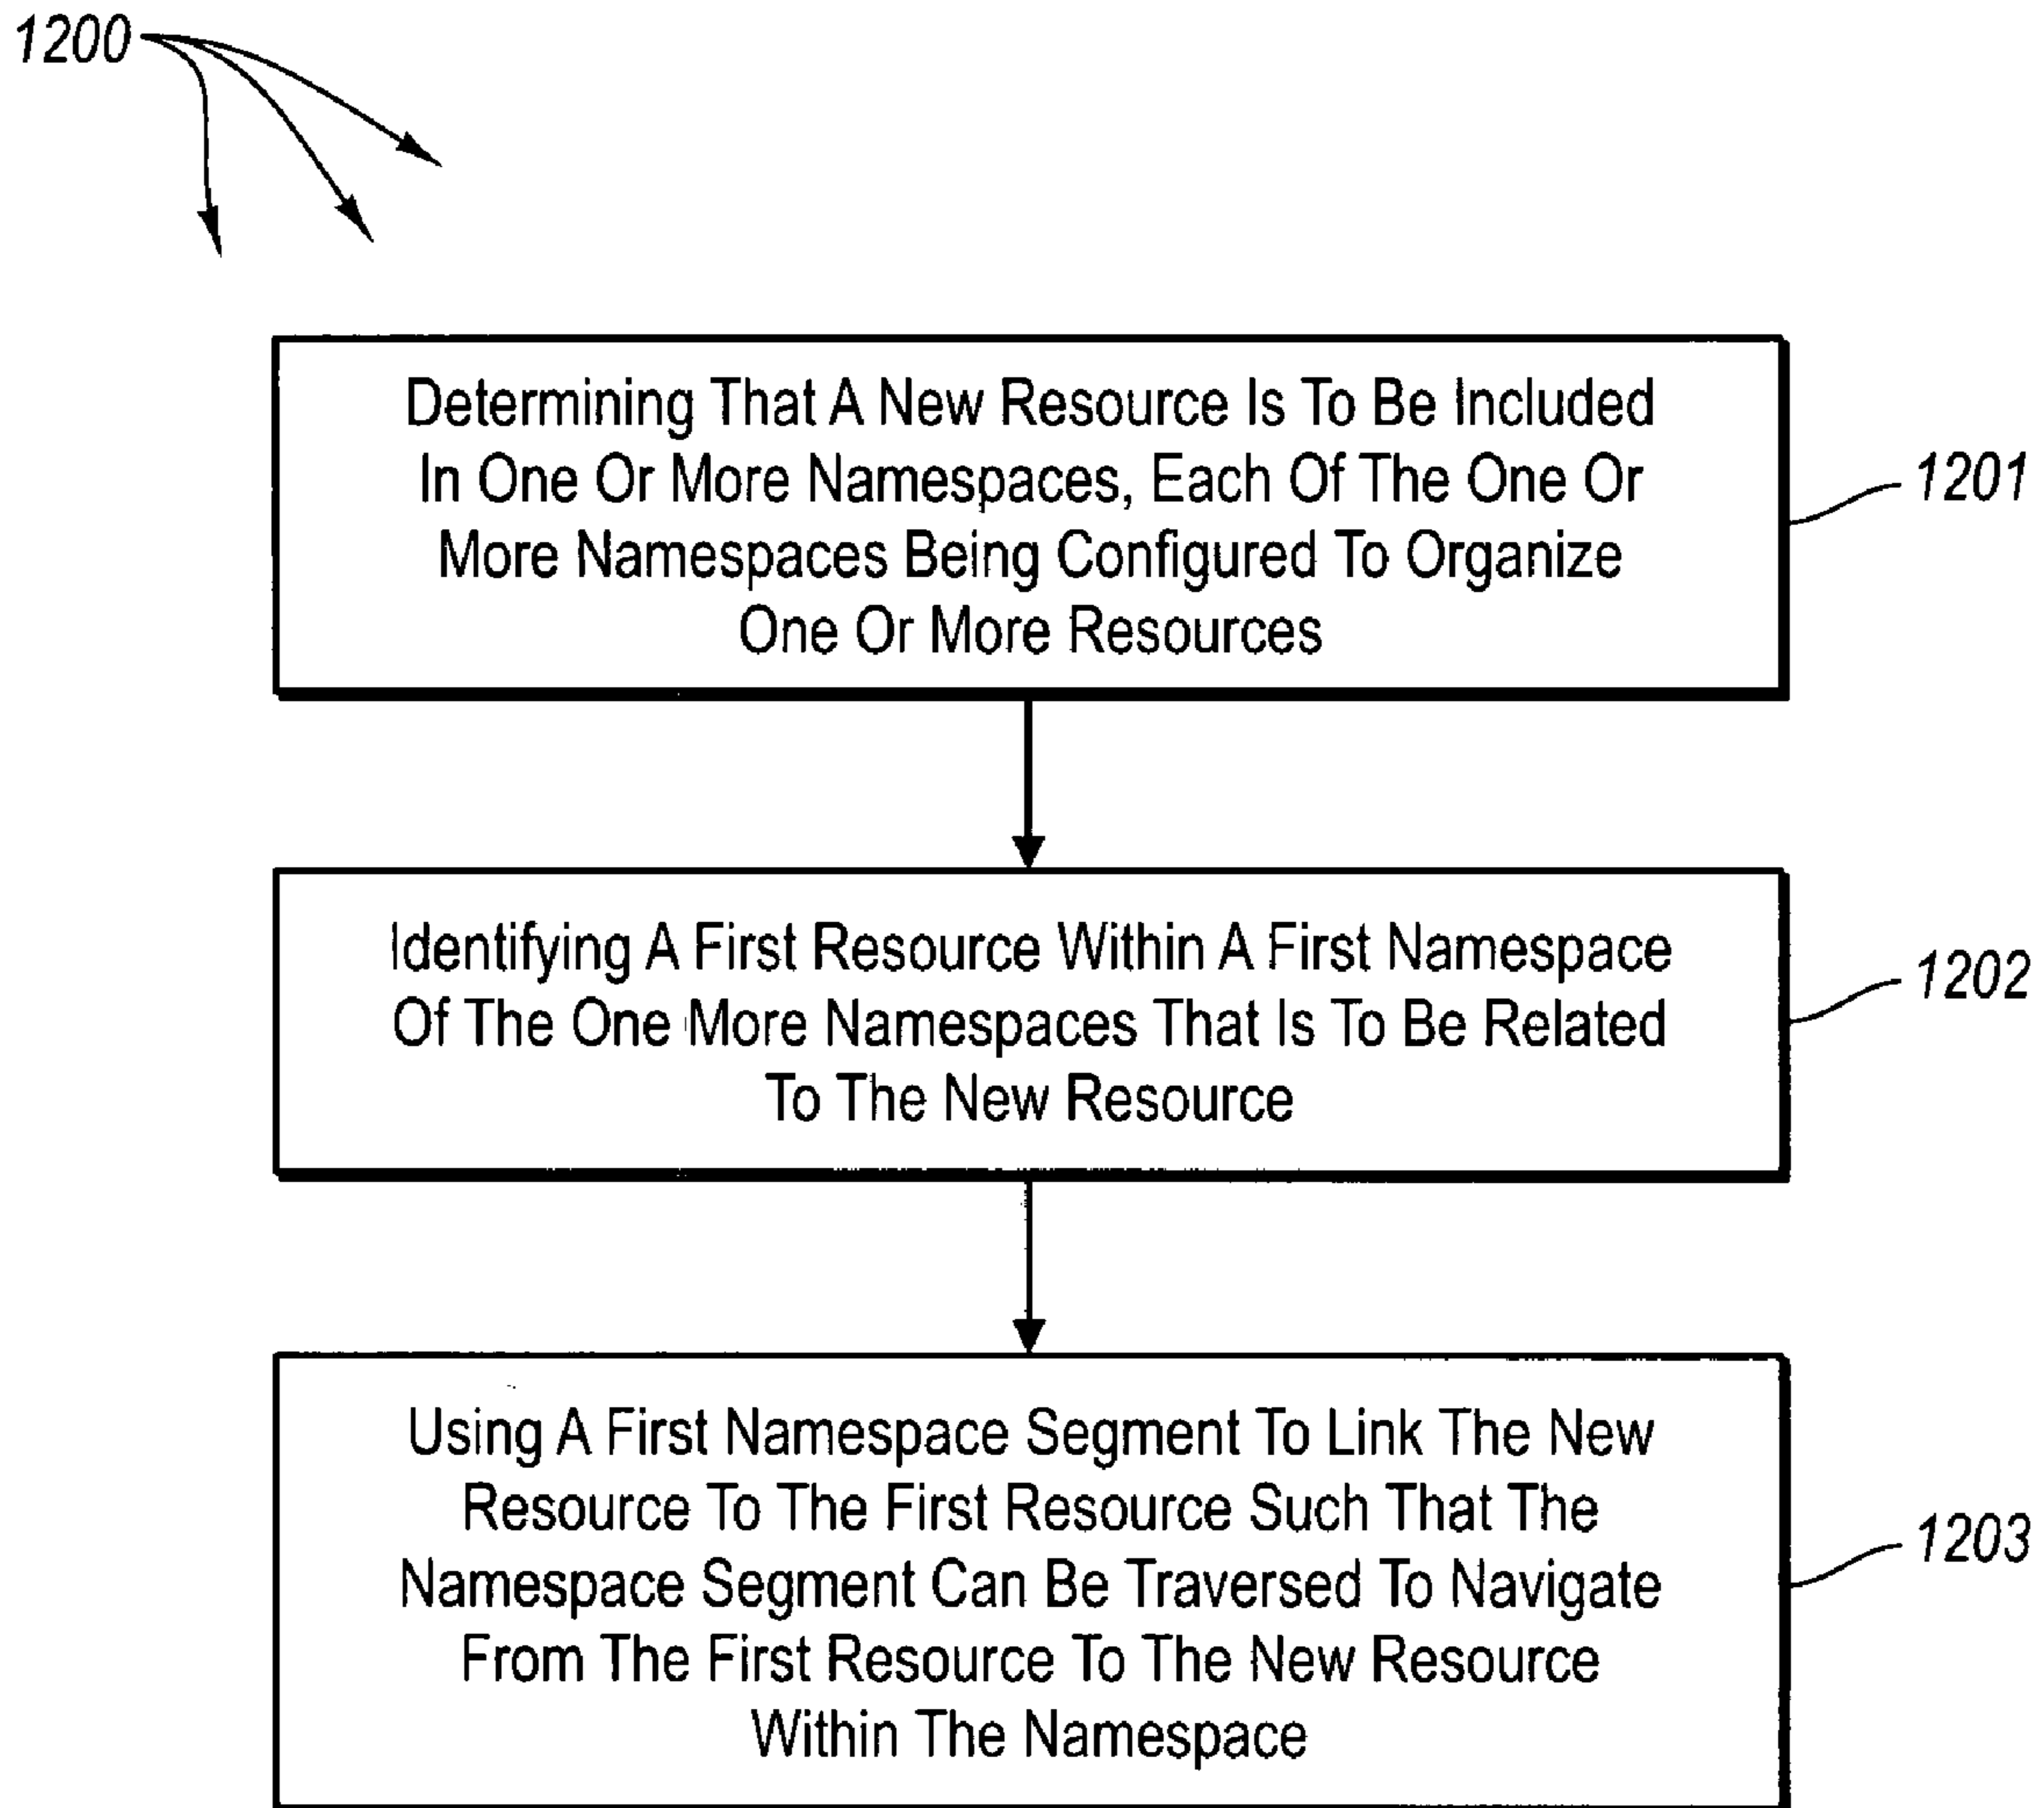 1200
Determining That A New Resource Is To Be Included
In One Or More Namespaces, Each Of The One Or
More Namespaces Being Configured To Organize
One Or More Resources
1201
Identifying A First Resource Within A First Namespace
Of The One More Namespaces That Is To Be Related
To The New Resource
1202
Using A First Namespace Segment To Link The New
Resource To The First Resource Such That The
Namespace Segment Can Be Traversed To Navigate
From The First Resource To The New Resource
Within The Namespace
1203